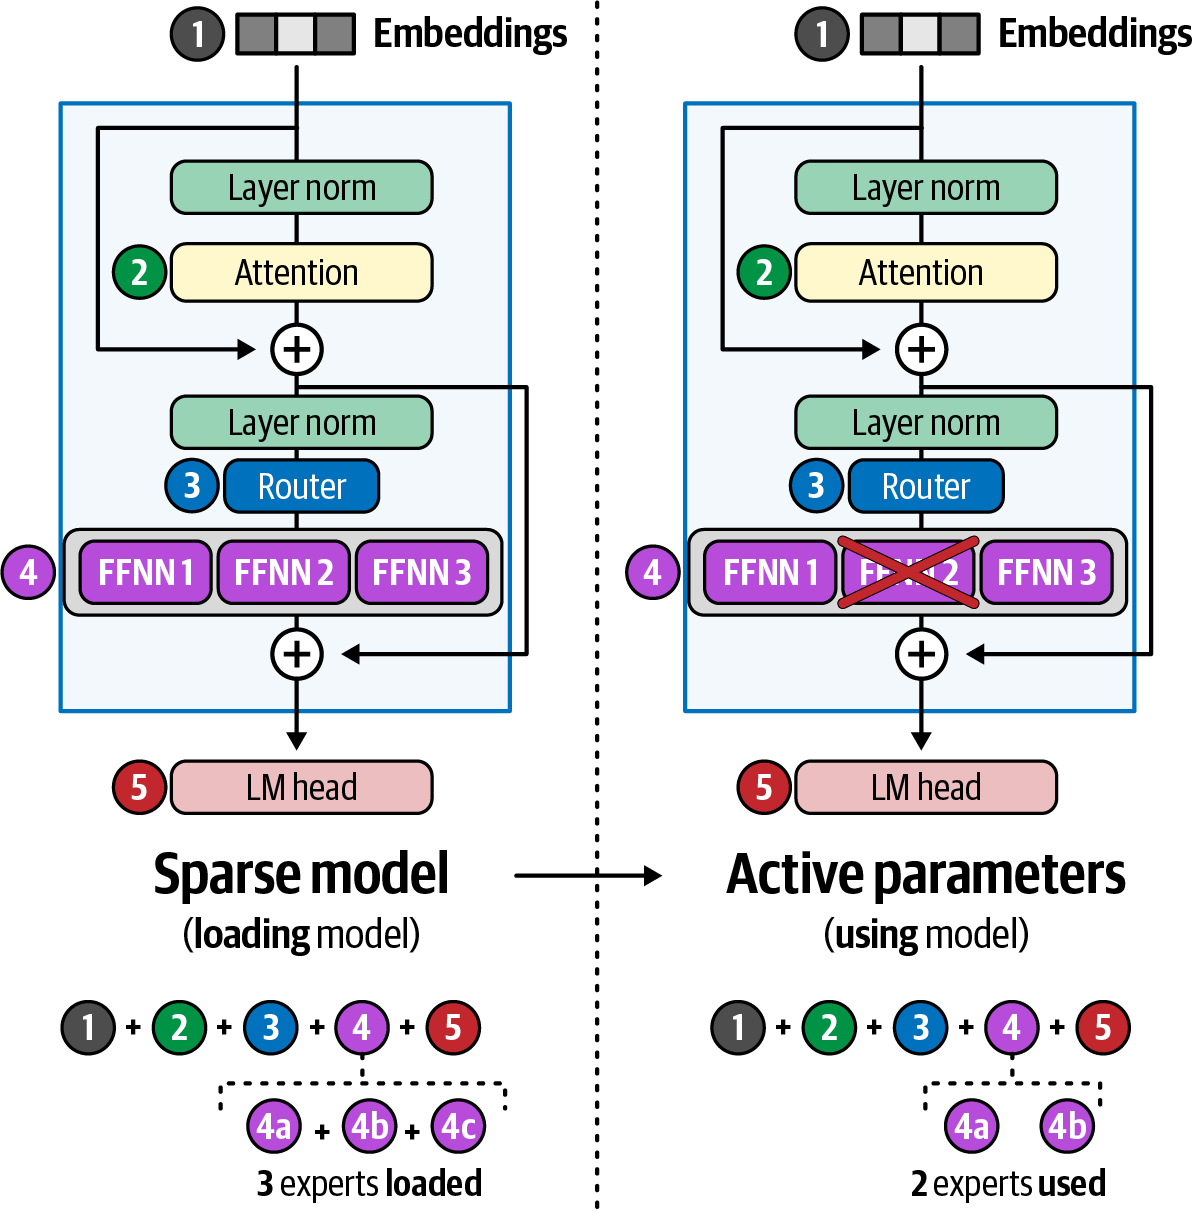 1 Embeddings
Layer norm
2 Attention
+
Layer norm
3 Router
4 FFNN 1 FFNN 2 FFNN 3
+
5 LM head
Sparse model
(loading model)
1 + 2 + 3 + 4 + 5
4a + 4b + 4c
3 experts loaded
1 Embeddings
Layer norm
2 Attention
+
Layer norm
3 Router
4 FFNN 1 FFNN 2 FFNN 3
+
5 LM head
Active parameters
(using model)
1 + 2 + 3 + 4 + 5
4a 4b
2 experts used